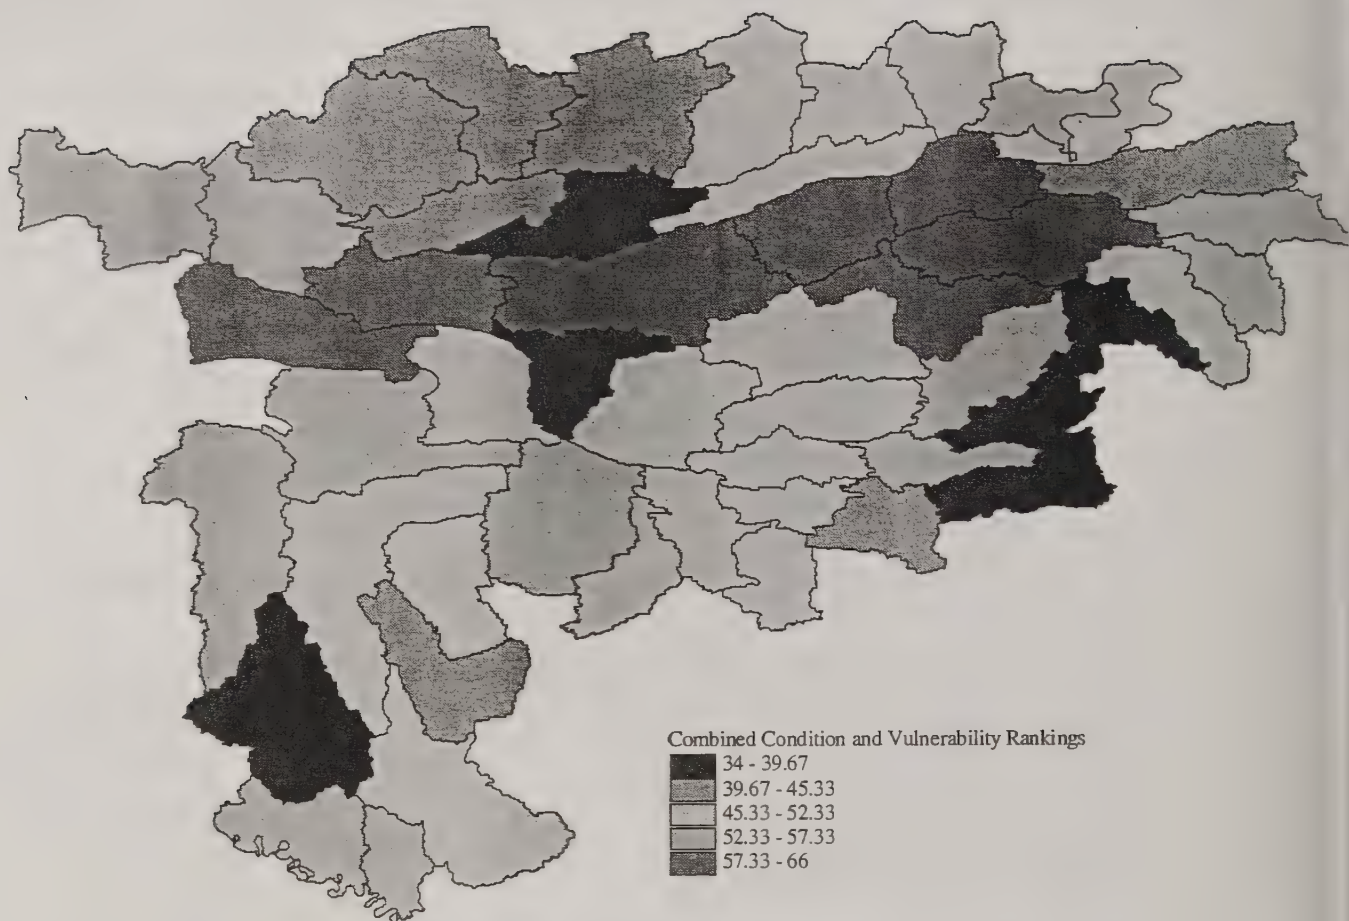 Combined Condition and Vulnerability Rankings
34 - 39.67
39.67 - 45.33
45.33 - 52.33
52.33 - 57.33
57.33 - 66